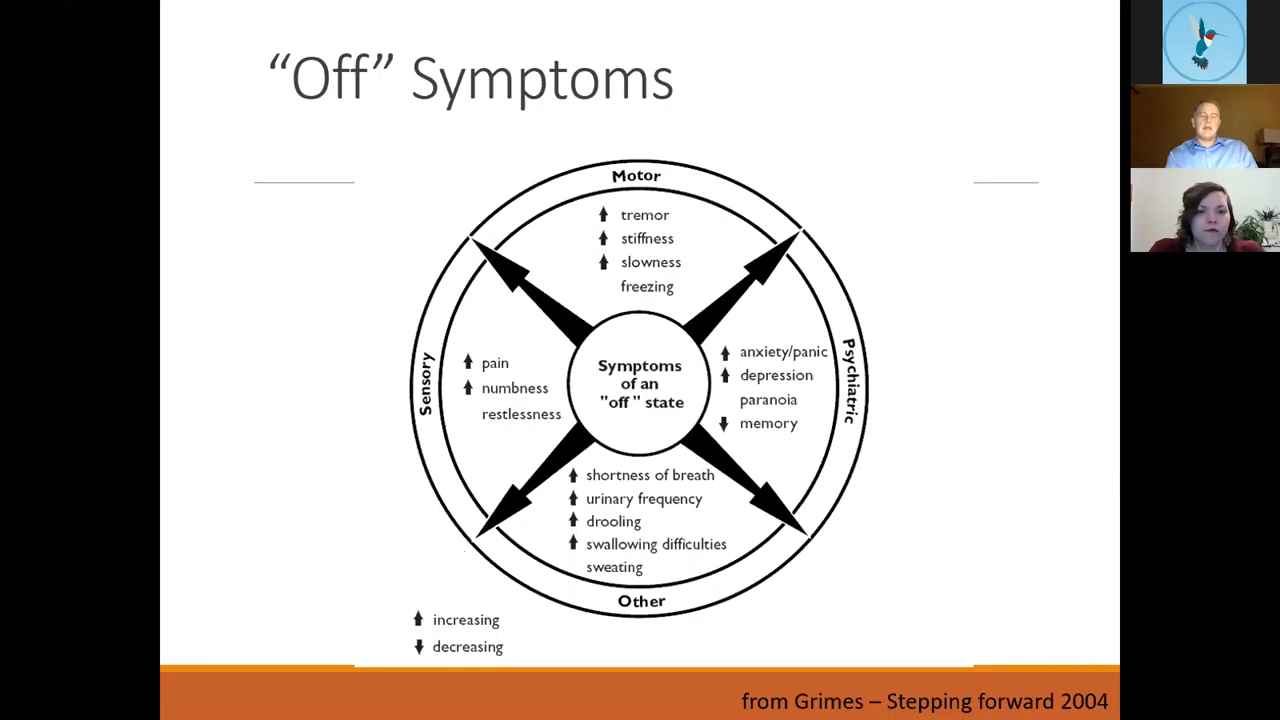 “Off” Symptoms
Motor
tremor
stiffness
slowness
freezing
Sensory
pain
numbness
restlessness
Symptoms
of an
"off " state
anxiety/panic
depression
paranoia
memory
Psychiatric
shortness of breath
urinary frequency
drooling
swallowing difficulties
sweating
Other
increasing
decreasing
from Grimes – Stepping forward 2004